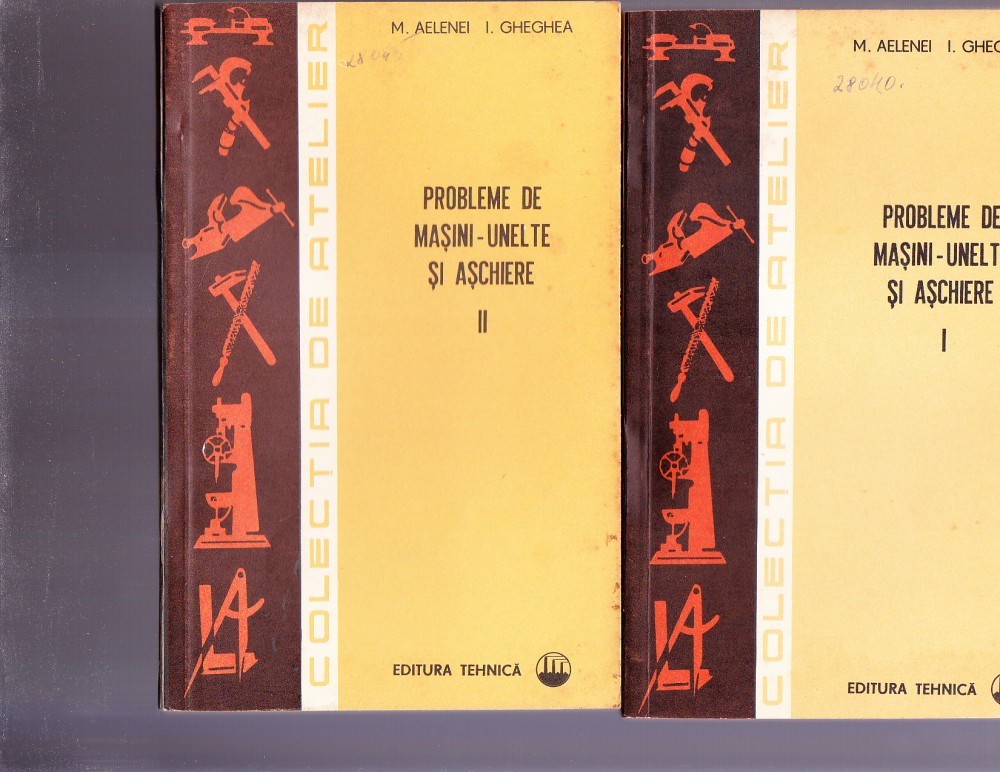 M. AELENEI I. GHEGHEA
28040
PROBLEME DE
MAȘINI-UNELTE
ȘI AȘCHIERE
II
EDITURA TEHNICĂ
COLECȚIA DE ATELIER
M. AELENEI I. GHEG
28040.
PROBLEME DE
MAȘINI-UNELT
ȘI AȘCHIERE
I
EDITURA TEHNICĂ
COLECȚIA DE ATELIER